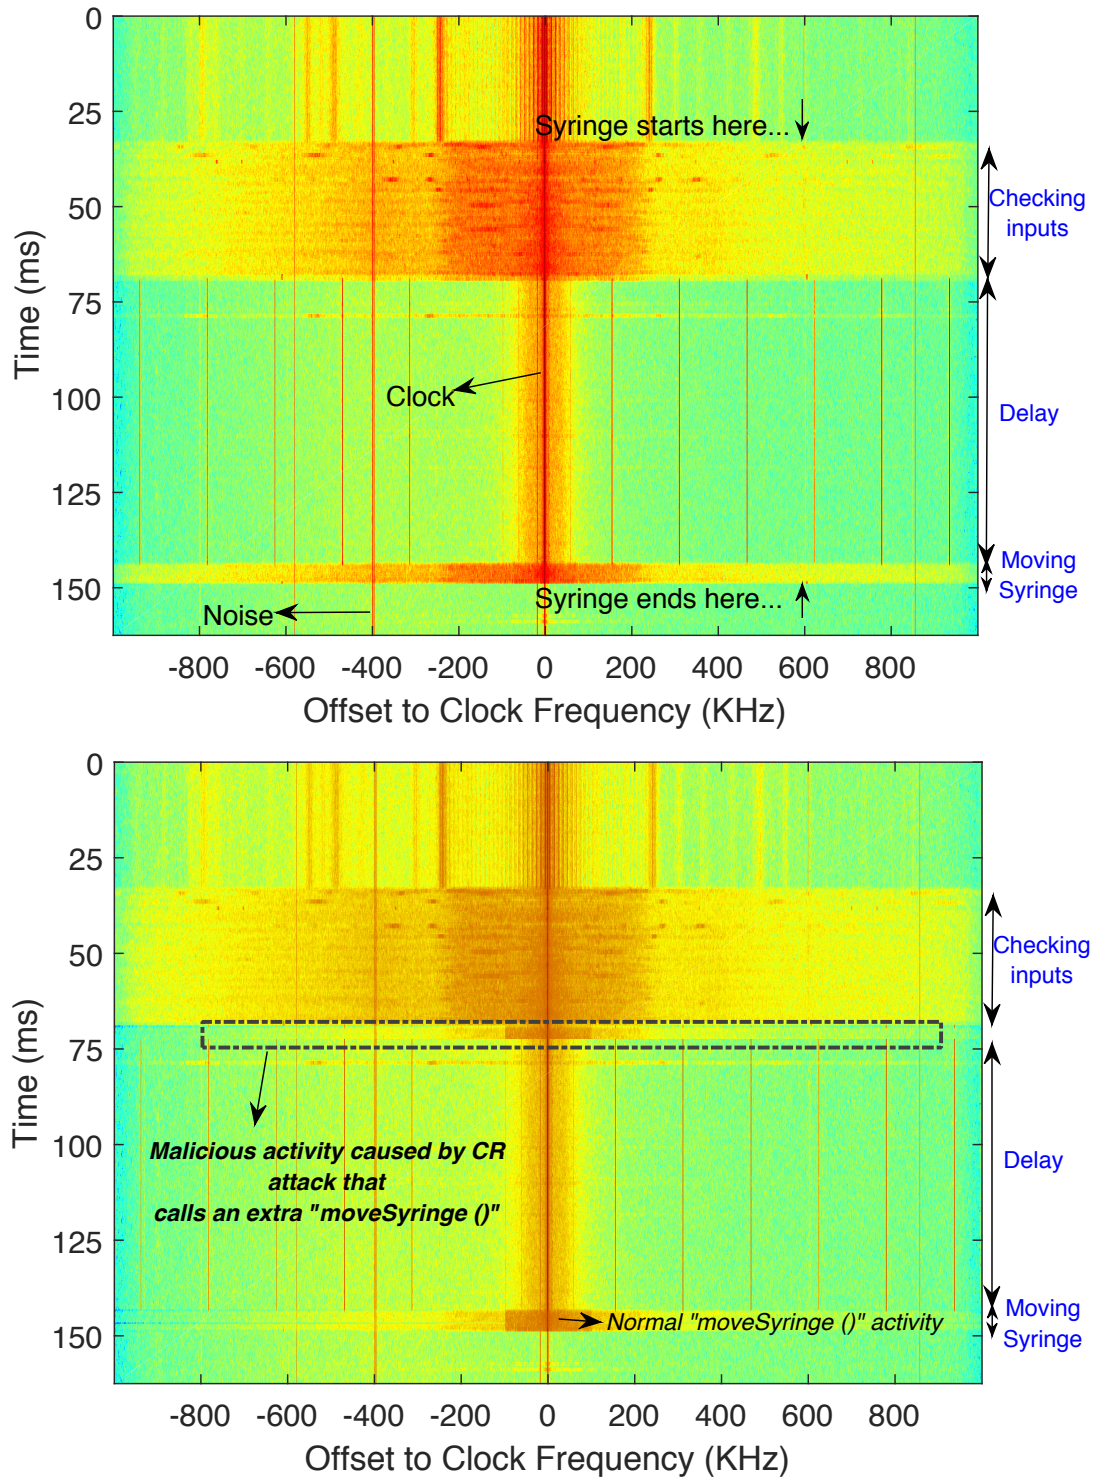 0
25
50
75
100
125
150
Time (ms)
Syringe starts here...
Checking
inputs
Clock
Delay
Moving
Syringe
Syringe ends here...
Noise
-800 -600 -400 -200 0 200 400 600 800
Offset to Clock Frequency (KHz)
0
25
50
75
100
125
150
Time (ms)
Checking
inputs
Malicious activity caused by CR
attack that
calls an extra "moveSyringe ()"
Delay
Moving
Syringe
Normal "moveSyringe ()" activity
-800 -600 -400 -200 0 200 400 600 800
Offset to Clock Frequency (KHz)